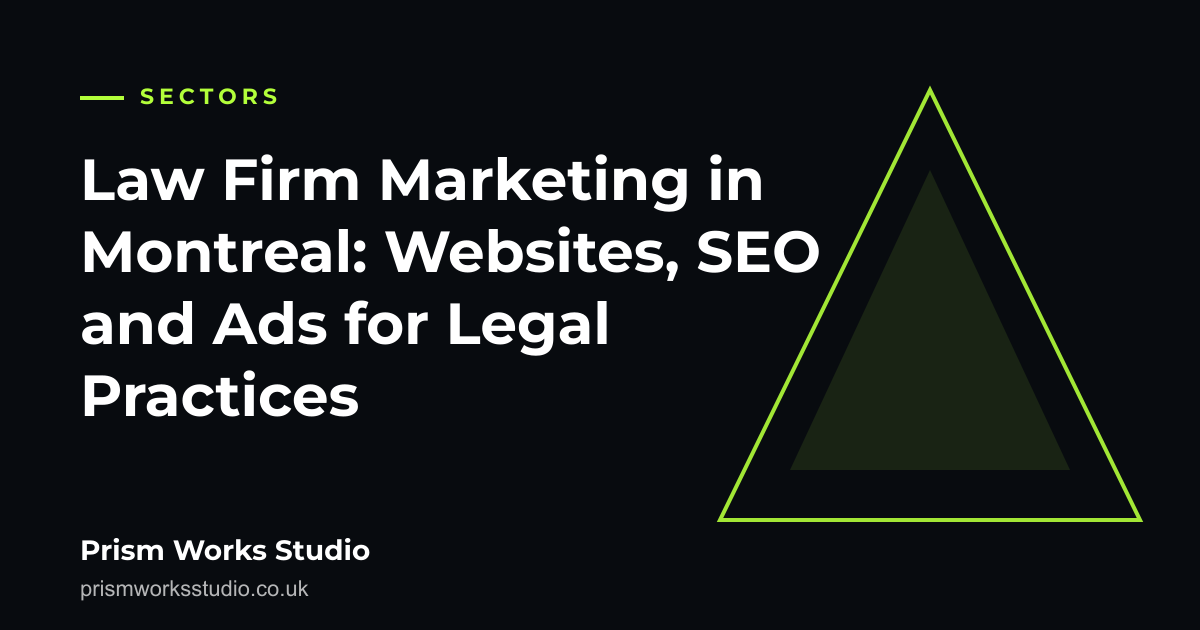 SECTORS
Law Firm Marketing in
Montreal: Websites, SEO
and Ads for Legal
Practices
Prism Works Studio
prismworksstudio.co.uk